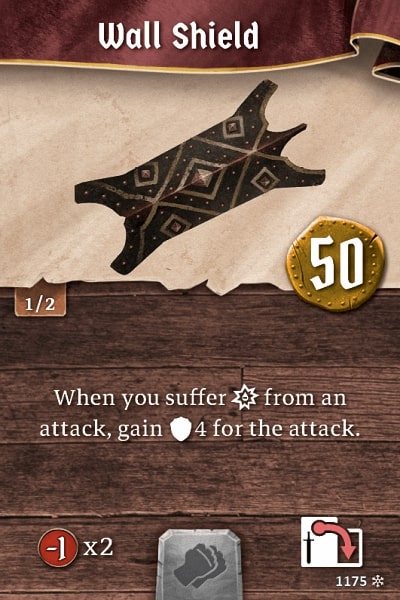 Wall Shield
50
1/2
When you suffer from an
attack, gain 4 for the attack.
-1 x2
1175